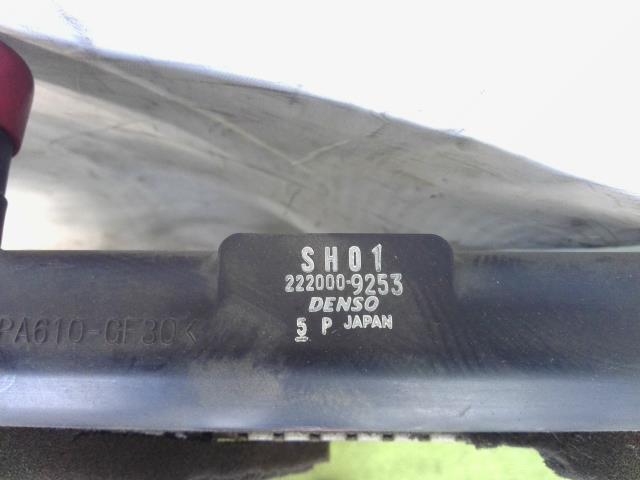 SH01
222000-9253
DENSO
5 P JAPAN
PA610-GF30<